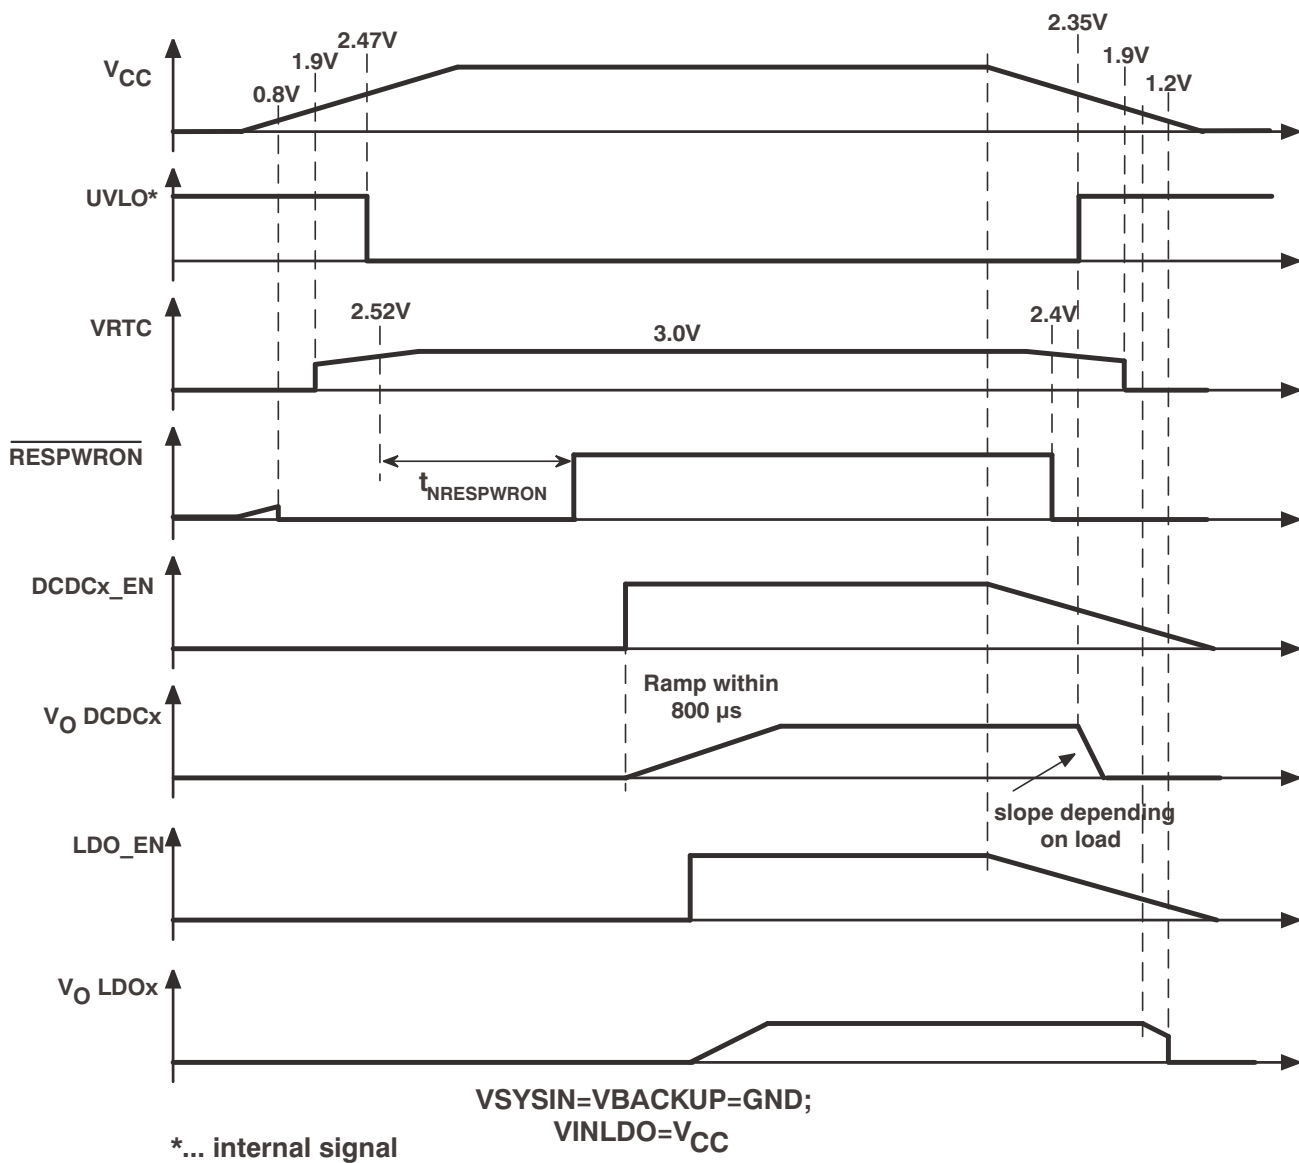 2.35V
2.47V
1.9V
VCC
1.9V
0.8V
1.2V
UVLO*
VRTC
2.52V
3.0V
2.4V
RESPWRON
tNRESPWRON
DCDCx_EN
Ramp within
800 µs
VO DCDCx
slope depending
on load
LDO_EN
VO LDOx
VSYSIN=VBACKUP=GND;
VINLDO=VCC
*... internal signal